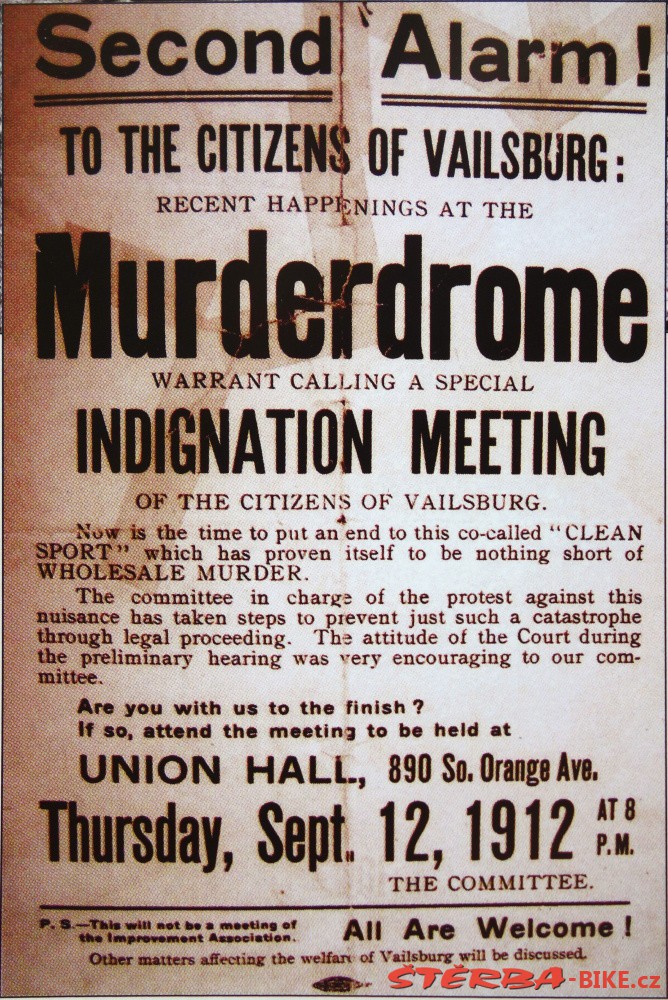 Second Alarm!
TO THE CITIZENS OF VAILSBURG:
RECENT HAPPENINGS AT THE
Murderdrome
WARRANT CALLING A SPECIAL
INDIGNATION MEETING
OF THE CITIZENS OF VAILSBURG.
Now is the time to put an end to this co-called "CLEAN
SPORT" which has proven itself to be nothing short of
WHOLESALE MURDER.
The committee in charge of the protest against this
nuisance has taken steps to prevent just such a catastrophe
through legal proceeding. The attitude of the Court during
the preliminary hearing was very encouraging to our com-
mittee.
Are you with us to the finish?
If so, attend the meeting to be held at
UNION HALL, 890 So. Orange Ave.
Thursday, Sept. 12, 1912 AT 8
P.M.
THE COMMITTEE.
P. S.—This will not be a meeting of
the Improvement Association.
All Are Welcome!
Other matters affecting the welfare of Vailsburg will be discussed.
ŠTĚRBA-BIKE.cz